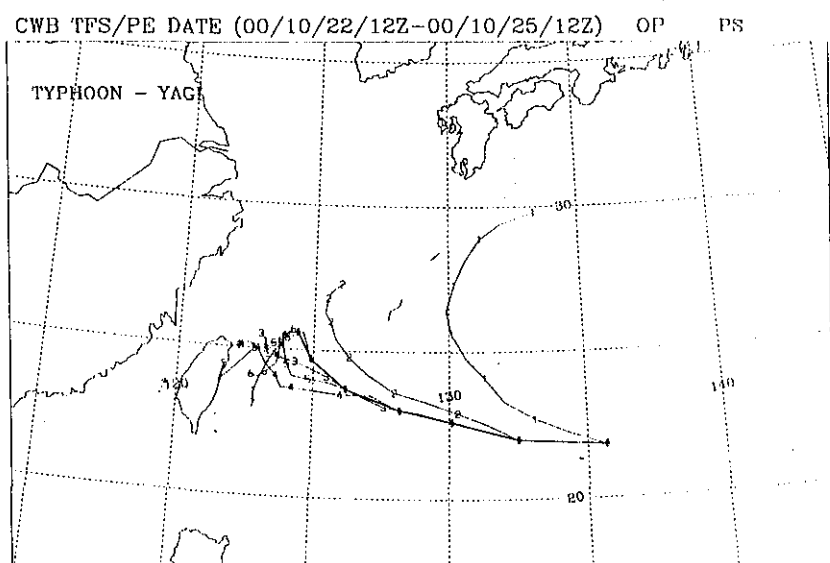 CWB TFS/PE DATE (00/10/22/12Z-00/10/25/12Z) OP PS
TYPHOON - YAGI
30
120
130
140
20